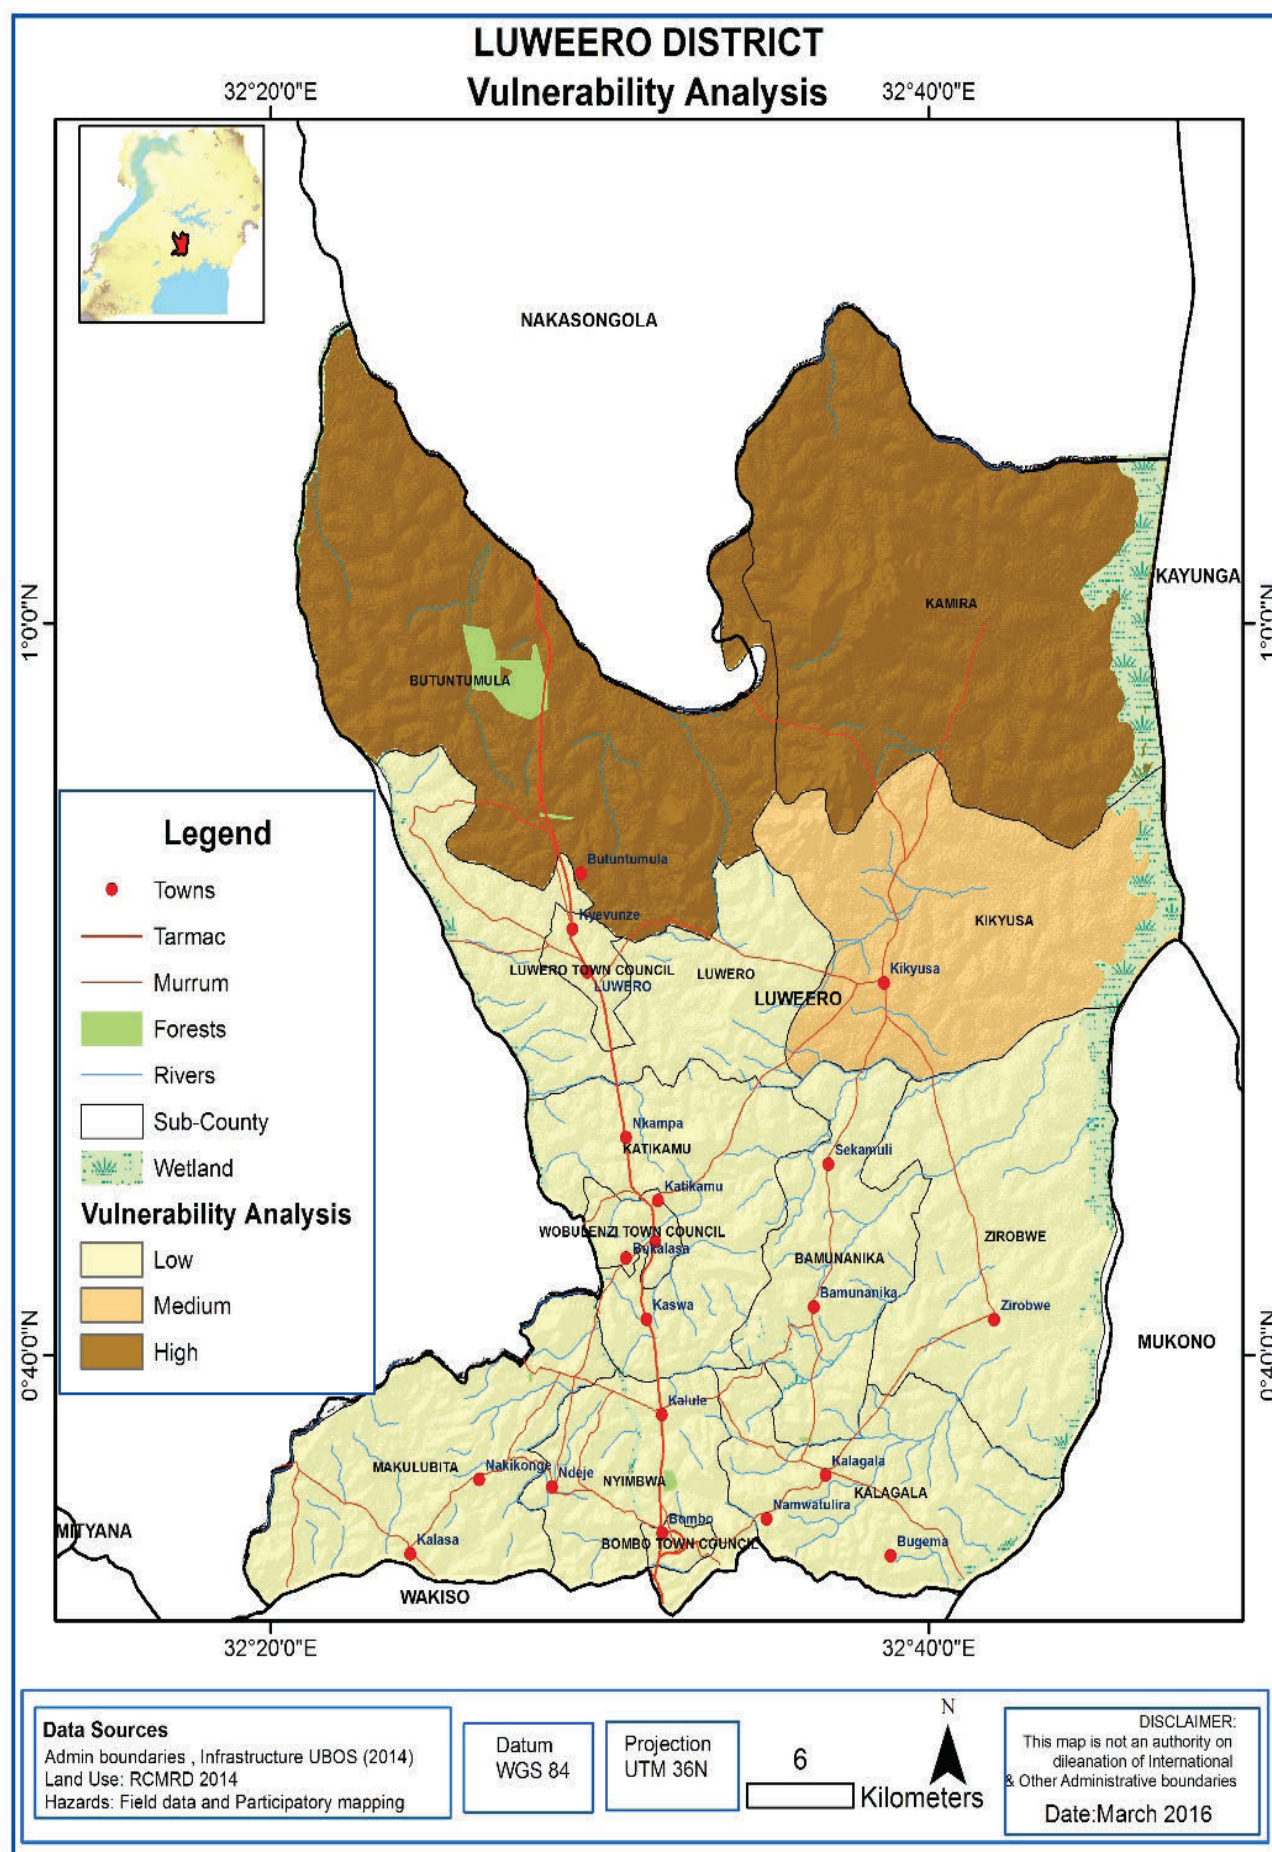 LUWEERO DISTRICT
Vulnerability Analysis
32°20'0"E
32°40'0"E
NAKASONGOLA
KAYUNGA
1°0'0"N
1°0'0"N
KAMIRA
BUTUNTUMULA
Butuntumula
Kyevunze
KIKYUSA
LUWERO TOWN COUNCIL
LUWERO
LUWERO
Kikyusa
LUWEERO
Nkampa
KATIKAMU
Sekamuli
Katikamu
WOBULENZI TOWN COUNCIL
Bukalasa
BAMUNANIKA
ZIROBWE
Bamunanika
Zirobwe
Kaswa
MUKONO
0°40'0"N
0°40'0"N
Kalule
MAKULUBITA
Nakikonge
Ndeje
NYIMBWA
Kalagala
KALAGALA
Namwatulira
Bombo
BOMBO TOWN COUNCIL
Kalasa
Bugema
MITYANA
WAKISO
32°20'0"E
32°40'0"E
Legend
Towns
Tarmac
Murrum
Forests
Rivers
Sub-County
Wetland
Vulnerability Analysis
Low
Medium
High
Data Sources
Admin boundaries , Infrastructure UBOS (2014)
Land Use: RCMRD 2014
Hazards: Field data and Participatory mapping
Datum
WGS 84
Projection
UTM 36N
6
Kilometers
N
DISCLAIMER:
This map is not an authority on
dileanation of International
& Other Administrative boundaries
Date:March 2016